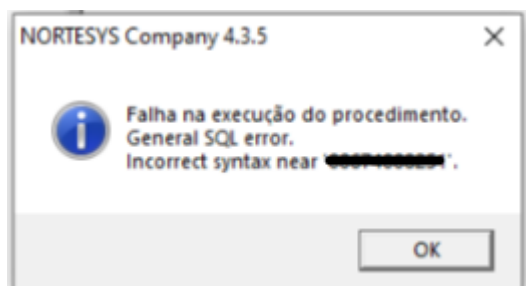 NORTESYS Company 4.3.5
Falha na execução do procedimento.
General SQL error.
Incorrect syntax near ' '.
OK